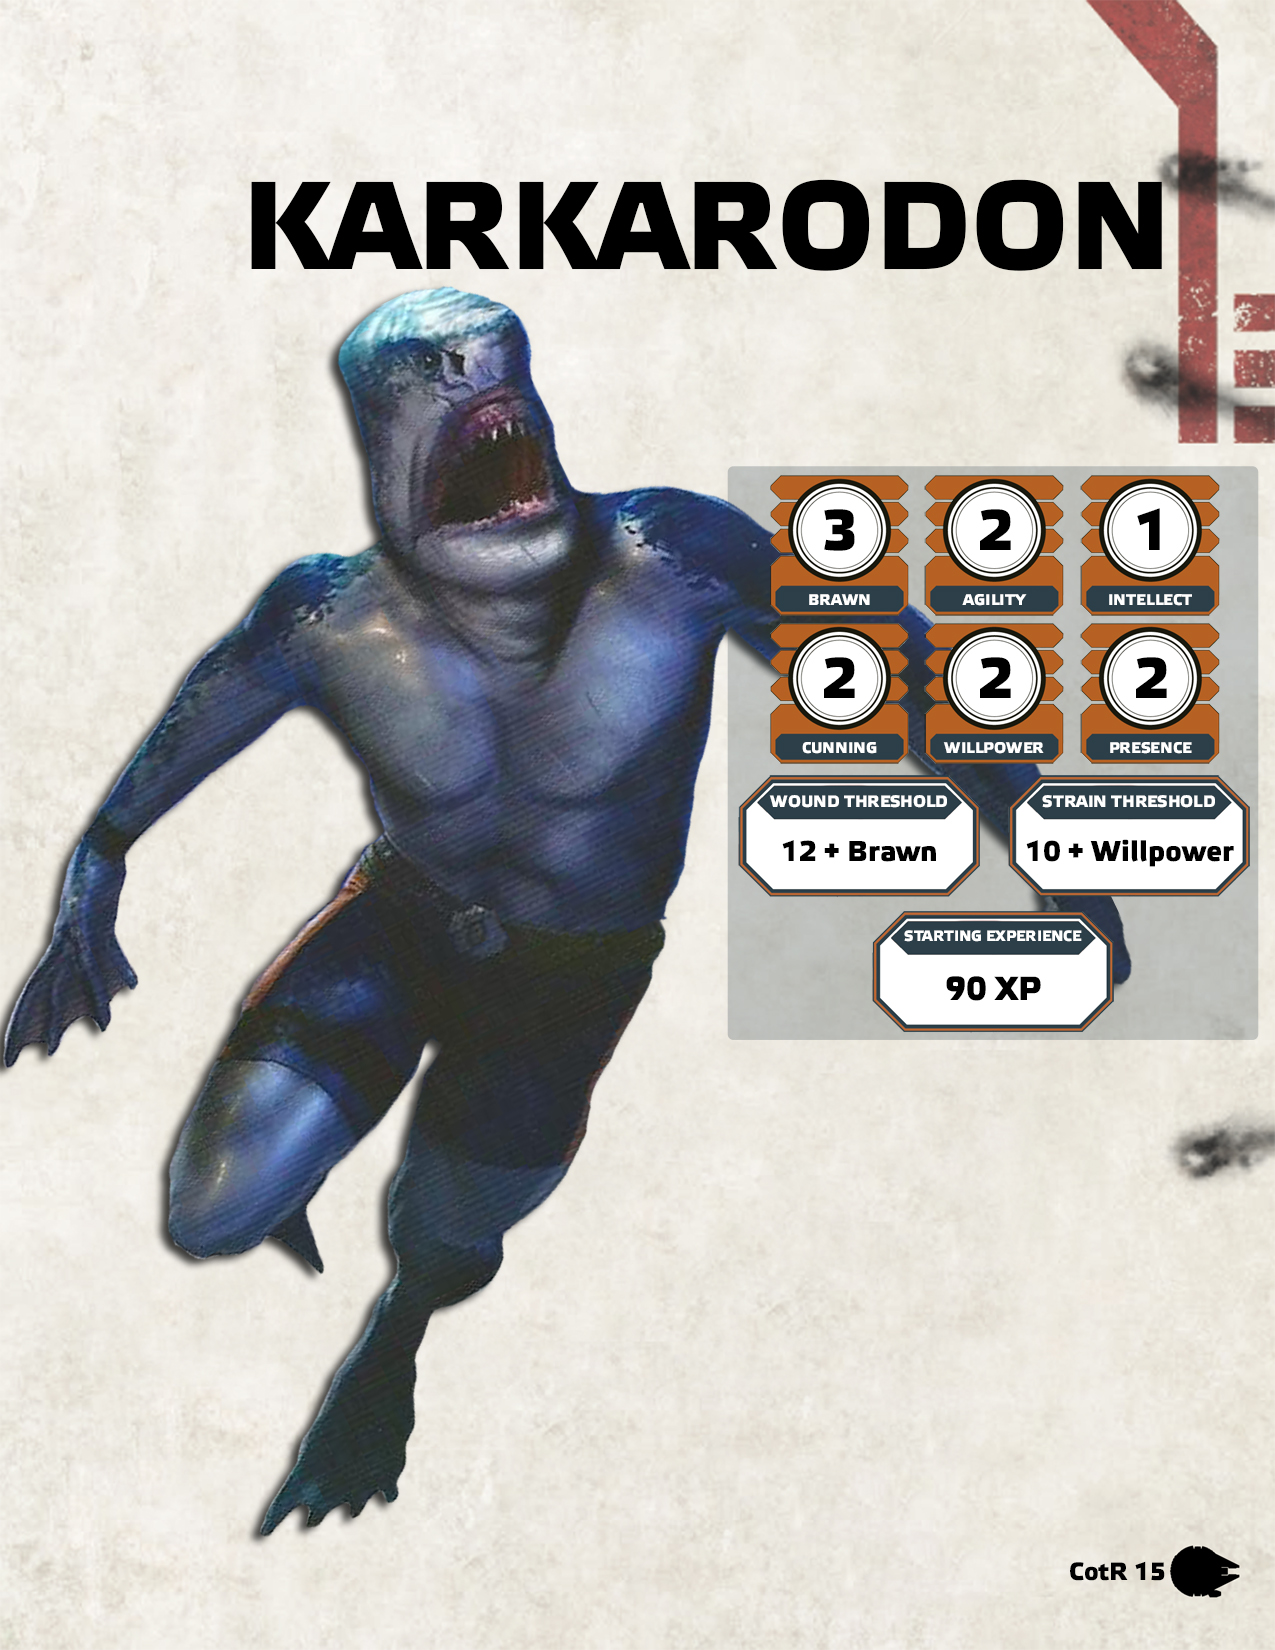 KARKARODON
3 2 1
BRAWN AGILITY INTELLECT
2 2 2
CUNNING WILLPOWER PRESENCE
WOUND THRESHOLD STRAIN THRESHOLD
12 + Brawn 10 + Willpower
STARTING EXPERIENCE
90 XP
CotR 15